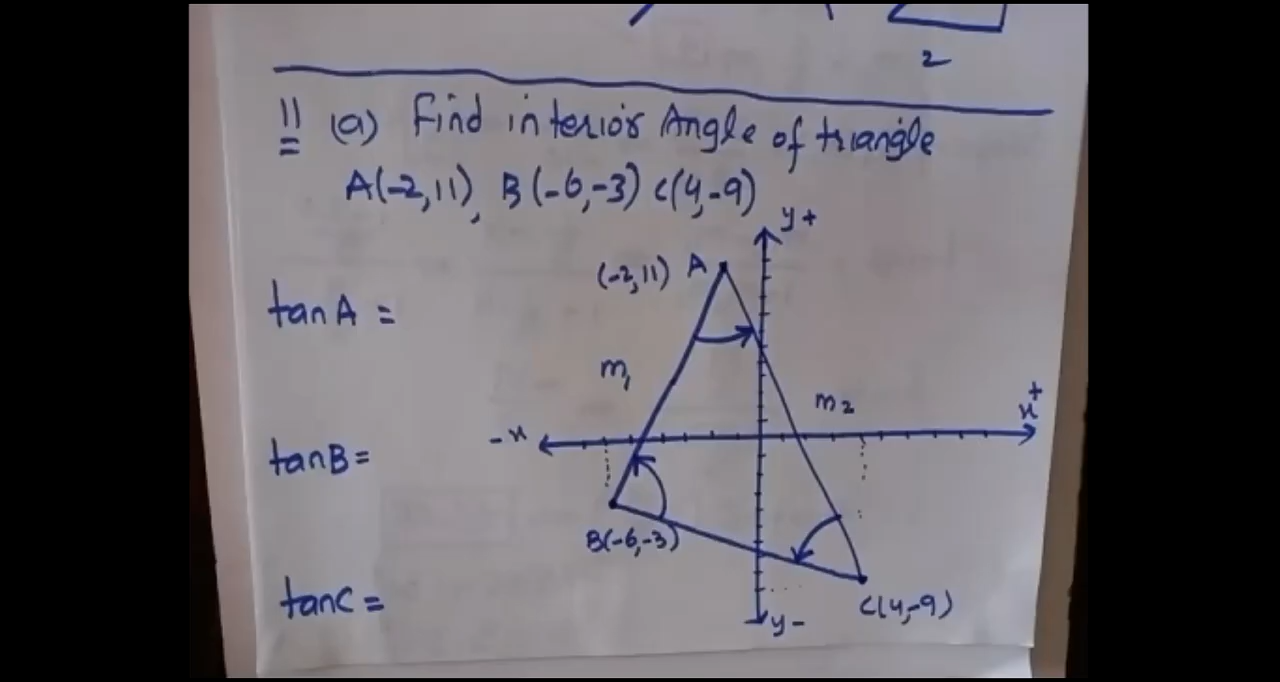 2
11 (a) Find interior Angle of triangle
A(-2,11), B(-6,-3) C(4,-9)
y+
(-2,11) A
tan A =
m1
m2
x+
-x
tanB=
B(-6,-3)
tanC=
C(4,-9)
y-